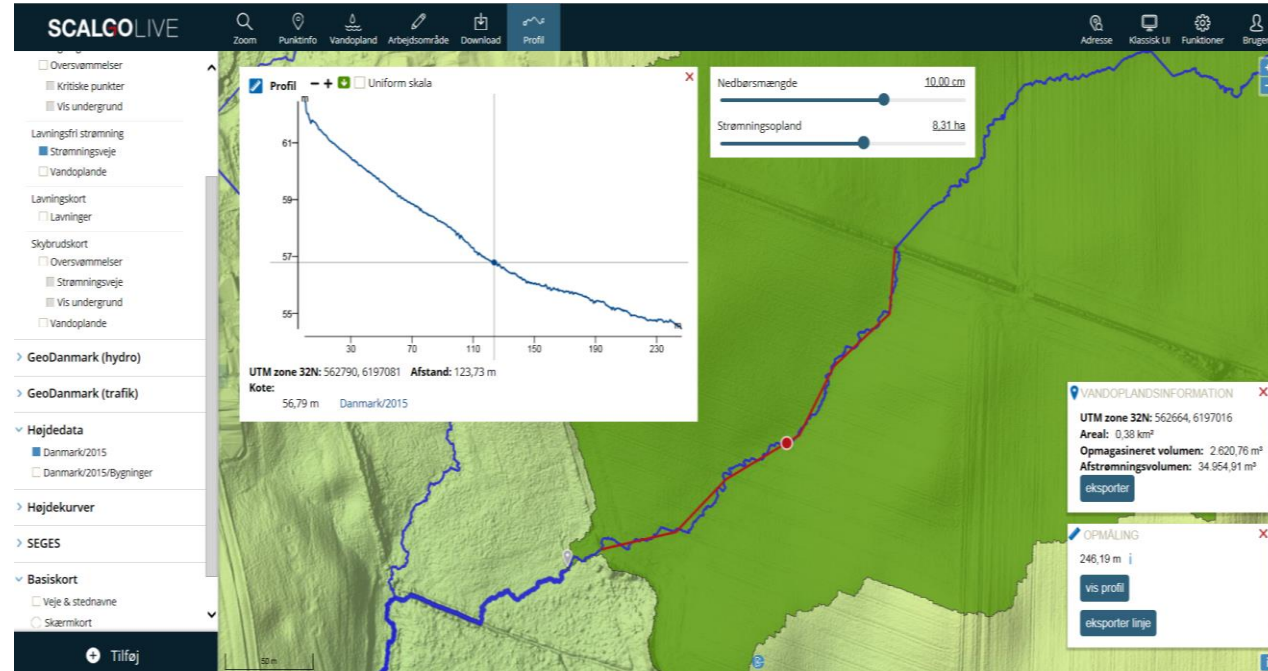 SCALGOLIVE
Zoom
Punktinfo
Vandopland
Arbejdsområde
Download
Profil
Adresse
Klassisk UI
Funktioner
Bruger
Oversvømmelser
Kritiske punkter
Vis undergrund
Lavningsfri strømning
Strømningsveje
Vandoplande
Lavningskort
Lavninger
Skybrudskort
Oversvømmelser
Strømningsveje
Vis undergrund
Vandoplande
GeoDanmark (hydro)
GeoDanmark (trafik)
Højdedata
Danmark/2015
Danmark/2015/Bygninger
Højdekurver
SEGES
Basiskort
Veje & stednavne
Skærmkort
Tilføj
Profil − + Uniform skala x
m
61
59
57
55
30 70 110 150 190 230
m
UTM zone 32N: 562790, 6197081 Afstand: 123,73 m
Kote:
56,79 m Danmark/2015
Nedbørsmængde 10,00 cm
Strømningsopland 8,31 ha
VANDOPLANDSINFORMATION X
UTM zone 32N: 562664, 6197016
Areal: 0,38 km²
Opmagasineret volumen: 2.620,76 m³
Afstrømningsvolumen: 34.954,91 m³
eksporter
OPMÅLING X
246,19 m i
vis profil
eksporter linje
50 m